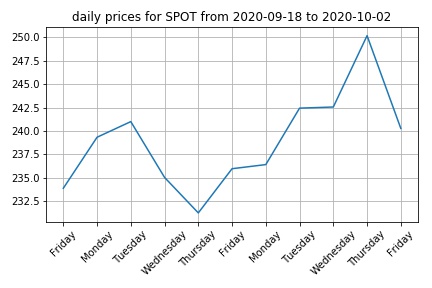 daily prices for SPOT from 2020-09-18 to 2020-10-02
250.0
247.5
245.0
242.5
240.0
237.5
235.0
232.5
Friday
Monday
Tuesday
Wednesday
Thursday
Friday
Monday
Tuesday
Wednesday
Thursday
Friday